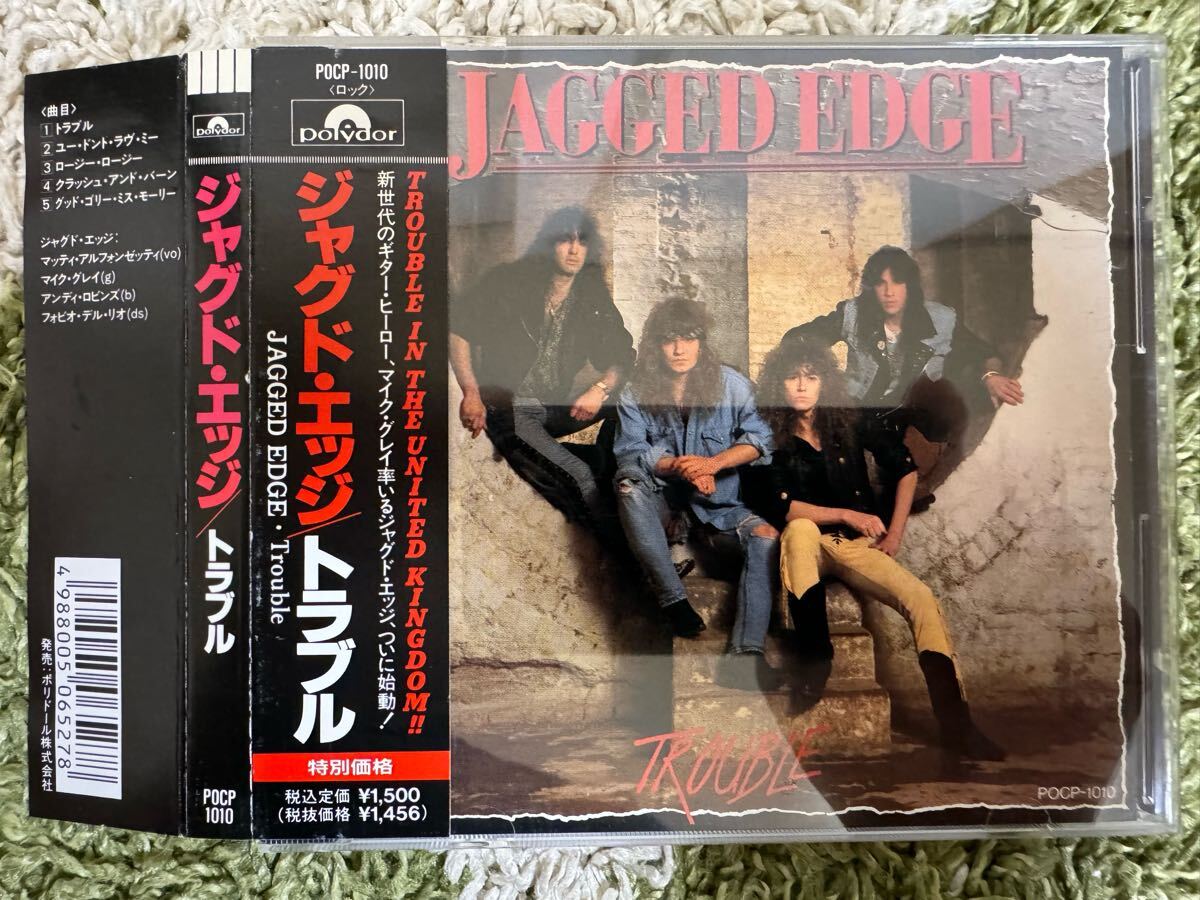 〈曲目〉
1 トラブル
2 ユー・ドント・ラヴ・ミー
3 ロージー・ロージー
4 クラッシュ・アンド・バーン
5 グッド・ゴリー・ミス・モーリー
ジャグド・エッジ:
マッティ・アルフォンゼッティ(vo)
マイク・グレイ(g)
アンディ・ロビンズ(b)
ファビオ・デル・リオ(ds)
4988005065278
発売:ポリドール株式会社
polydor
ジャグド・エッジ/トラブル
POCP
1010
POCP-1010
〈ロック〉
polydor
TROUBLE IN THE UNITED KINGDOM!!
新世代のギター・ヒーロー、マイク・グレイ率いるジャグド・エッジ、ついに始動!
ジャグド・エッジ/トラブル
JAGGED EDGE・Trouble
特別価格
税込定価 ¥1,500
(税抜価格 ¥1,456)
JAGGED EDGE
TROUBLE
POCP-1010